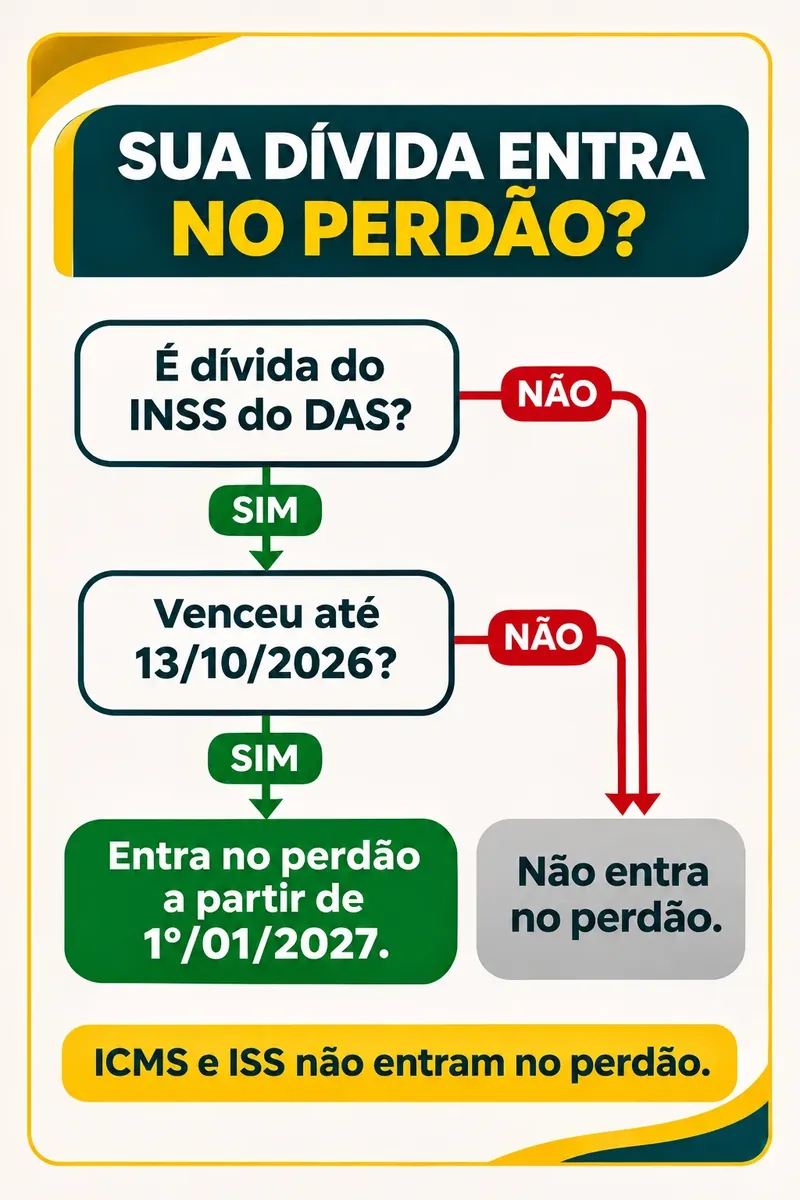 SUA DÍVIDA ENTRA
NO PERDÃO?
É dívida do
INSS do DAS?
NÃO
SIM
Venceu até
13/10/2026?
NÃO
SIM
Entra no perdão
a partir de
1º/01/2027.
Não entra
no perdão.
ICMS e ISS não entram no perdão.